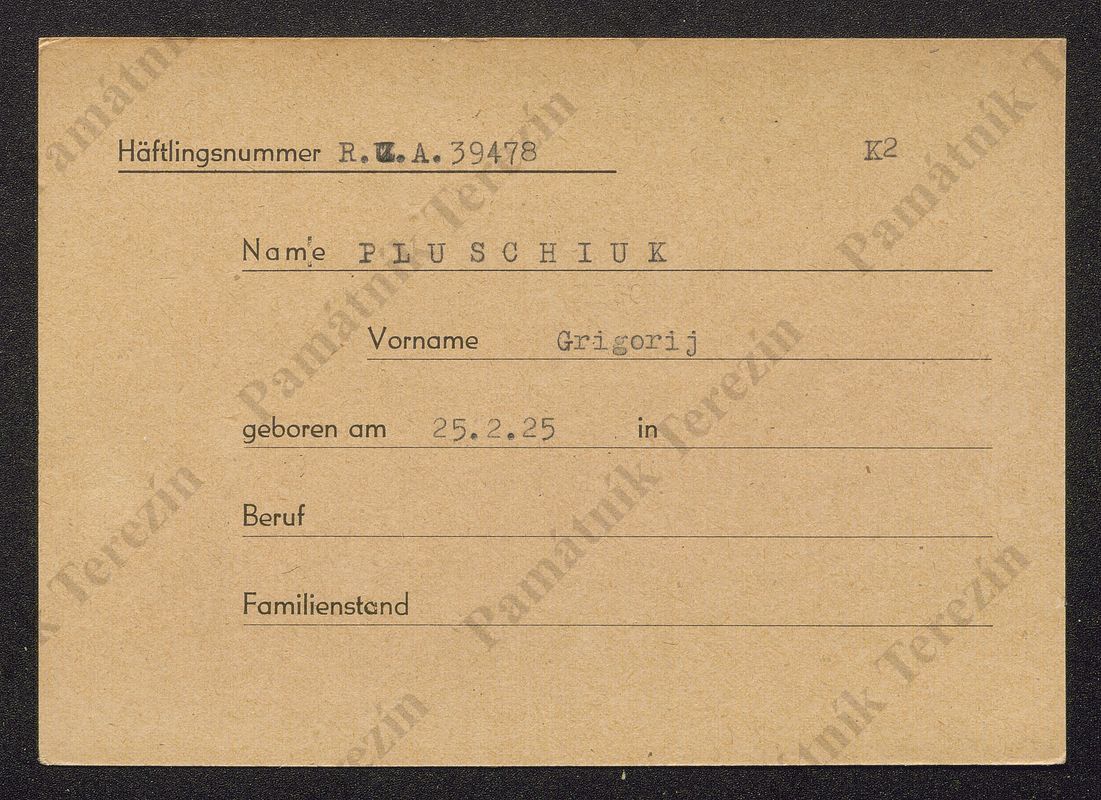 Häftlingsnummer R.Z.A. 39478 K2
Name PLUSCHIUK
Vorname Grigorij
geboren am 25.2.25 in
Beruf
Familienstand
Památník Terezín